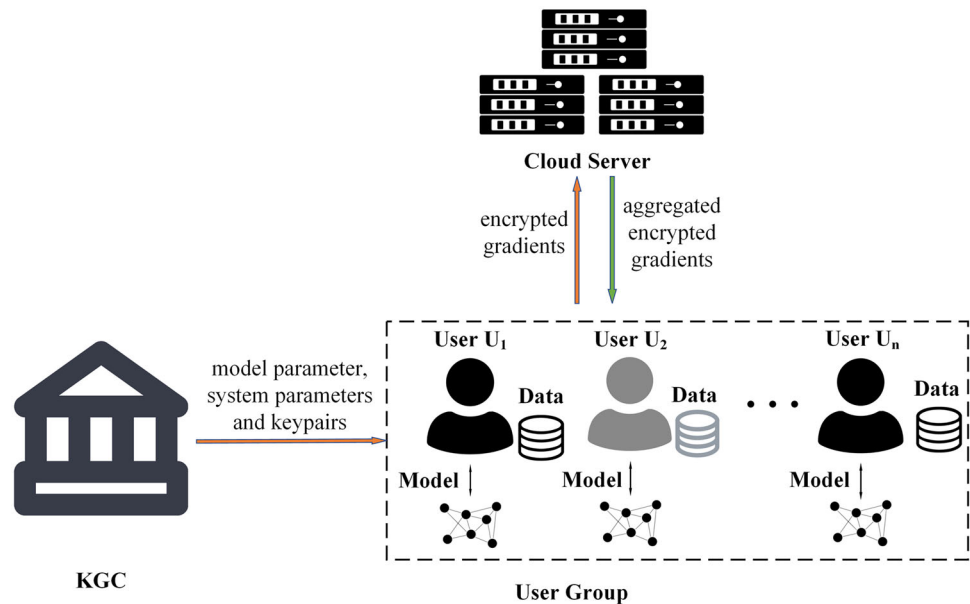 Cloud Server
encrypted
gradients
aggregated
encrypted
gradients
model parameter,
system parameters
and keypairs
User U₁
User U₂
User Uₙ
Data
Data
• • •
Data
Model
Model
Model
KGC
User Group